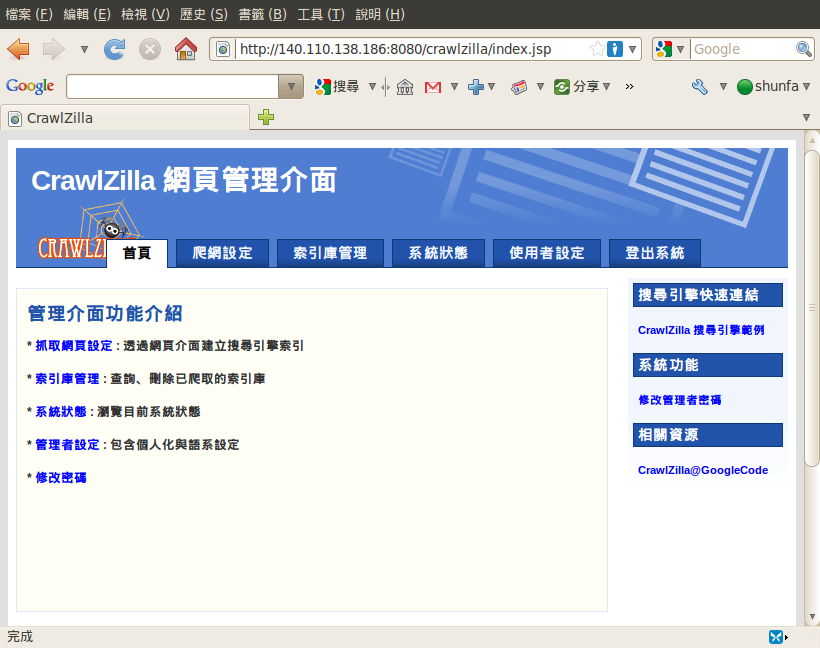 檔案 (F) 編輯 (E) 檢視 (V) 歷史 (S) 書籤 (B) 工具 (T) 說明 (H)
http://140.110.138.186:8080/crawlzilla/index.jsp
Google
Google 搜尋 分享 » shunfa
CrawlZilla
CrawlZilla 網頁管理介面
首頁 爬網設定 索引庫管理 系統狀態 使用者設定 登出系統
管理介面功能介紹
* 抓取網頁設定 : 透過網頁介面建立搜尋引擎索引
* 索引庫管理 : 查詢、刪除已爬取的索引庫
* 系統狀態 : 瀏覽目前系統狀態
* 管理者設定 : 包含個人化與語系設定
* 修改密碼
搜尋引擎快速連結
CrawlZilla 搜尋引擎範例
系統功能
修改管理者密碼
相關資源
CrawlZilla@GoogleCode
完成